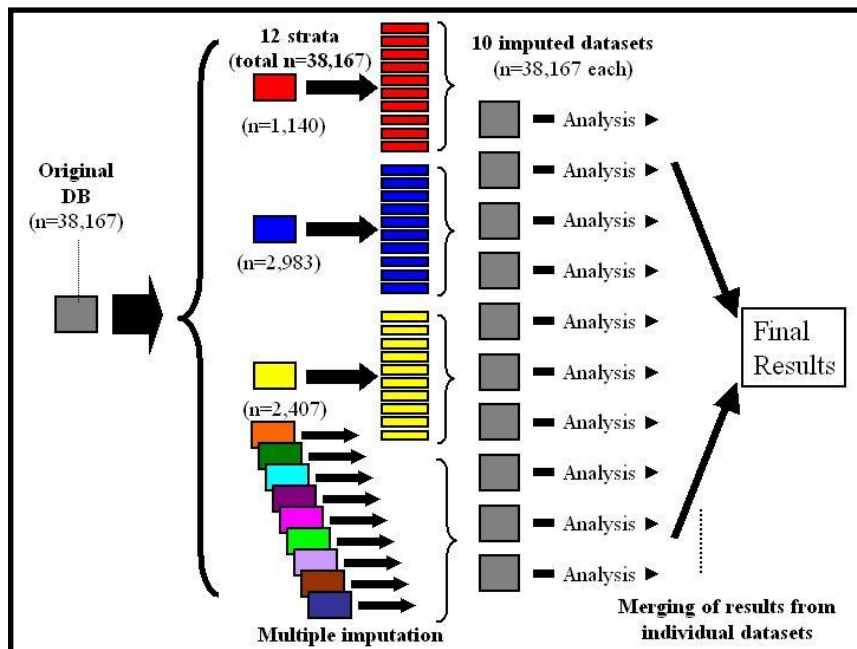 12 strata
(total n=38,167)
(n=1,140)
Original
DB
(n=38,167)
(n=2,983)
(n=2,407)
Multiple imputation
10 imputed datasets
(n=38,167 each)
Analysis
Analysis
Analysis
Analysis
Analysis
Analysis
Analysis
Analysis
Analysis
Analysis
Final
Results
Merging of results from
individual datasets